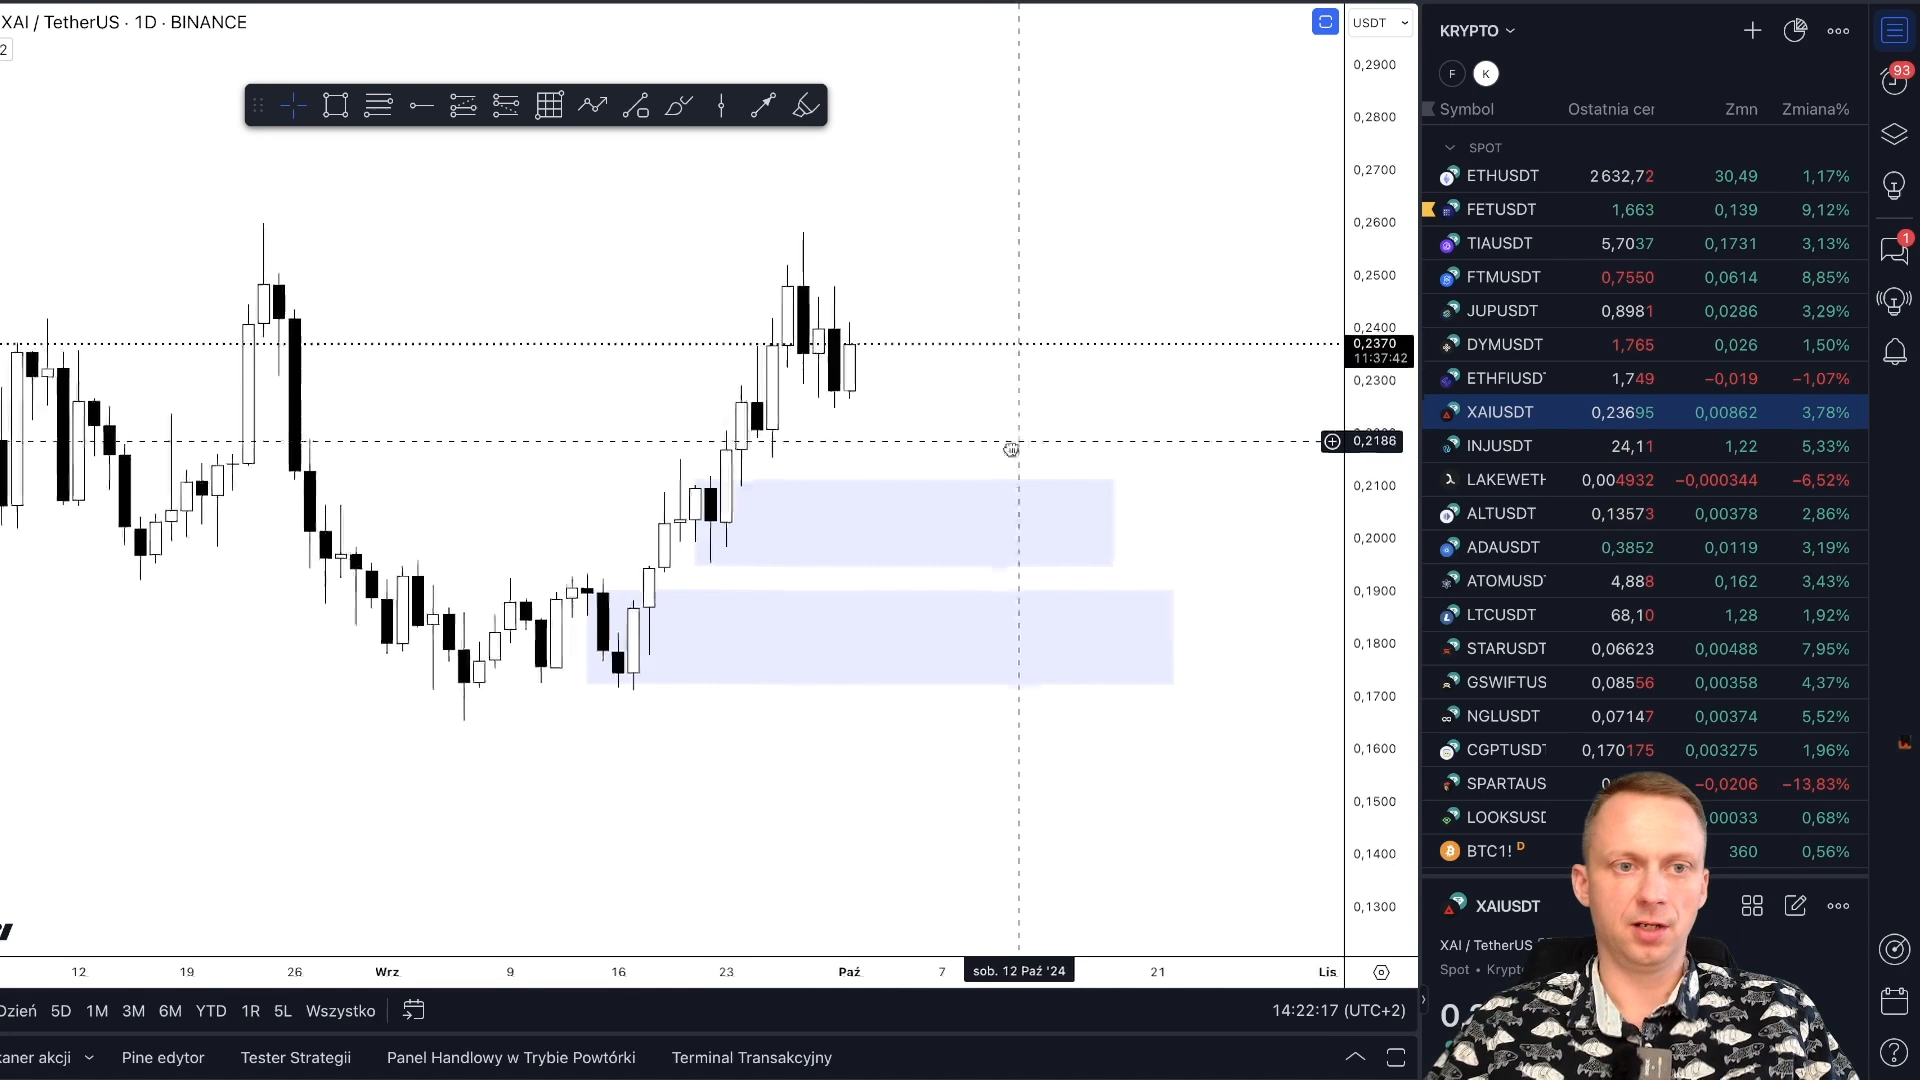 XAI / TetherUS · 1D · BINANCE
2
USDT
0,2900
0,2800
0,2700
0,2600
0,2500
0,2400
0,2370
11:37:42
0,2300
0,2186
0,2100
0,2000
0,1900
0,1800
0,1700
0,1600
0,1500
0,1400
0,1300
12
19
26
Wrz
9
16
23
Paź
7
sob. 12 Paź '24
21
Lis
Dzień 5D 1M 3M 6M YTD 1R 5L Wszystko
14:22:17 (UTC+2)
kaner akcji Pine edytor Tester Strategii Panel Handlowy w Trybie Powtórki Terminal Transakcyjny
KRYPTO
F K
Symbol Ostatnia cer Zmn Zmiana%
SPOT
ETHUSDT 2 632,72 30,49 1,17%
FETUSDT 1,663 0,139 9,12%
TIAUSDT 5,7037 0,1731 3,13%
FTMUSDT 0,7550 0,0614 8,85%
JUPUSDT 0,8981 0,0286 3,29%
DYMUSDT 1,765 0,026 1,50%
ETHFIUSDT 1,749 −0,019 −1,07%
XAIUSDT 0,23695 0,00862 3,78%
INJUSDT 24,11 1,22 5,33%
LAKEWETH 0,004932 −0,000344 −6,52%
ALTUSDT 0,13573 0,00378 2,86%
ADAUSDT 0,3852 0,0119 3,19%
ATOMUSDT 4,888 0,162 3,43%
LTCUSDT 68,10 1,28 1,92%
STARUSDT 0,06623 0,00488 7,95%
GSWIFTUS 0,08556 0,00358 4,37%
NGLUSDT 0,07147 0,00374 5,52%
CGPTUSDT 0,170175 0,003275 1,96%
SPARTAUS 0 −0,0206 −13,83%
LOOKSUSD ,00033 0,68%
BTC1! D 360 0,56%
XAIUSDT
XAI / TetherUS
Spot • Krypt
93
1